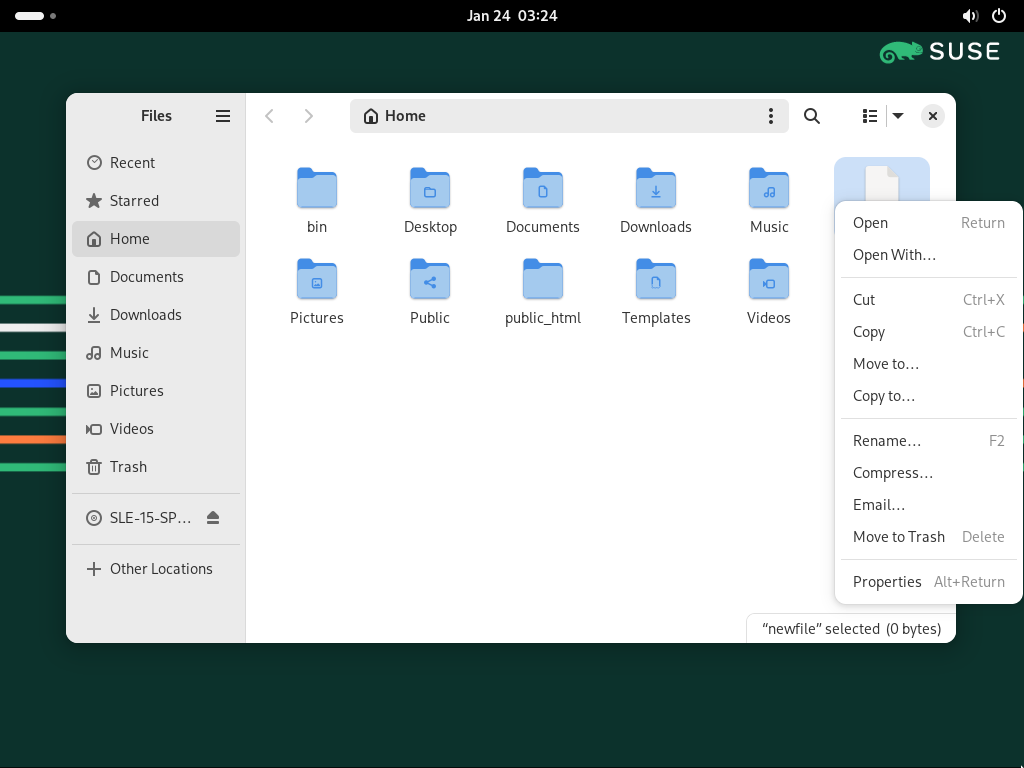 Jan 24  03:24
SUSE
Files
Home
Recent
Starred
Home
Documents
Downloads
Music
Pictures
Videos
Trash
SLE-15-SP…
Other Locations
bin
Desktop
Documents
Downloads
Music
Pictures
Public
public_html
Templates
Videos
Open Return
Open With…
Cut Ctrl+X
Copy Ctrl+C
Move to…
Copy to…
Rename… F2
Compress…
Email…
Move to Trash Delete
Properties Alt+Return
“newfile” selected (0 bytes)